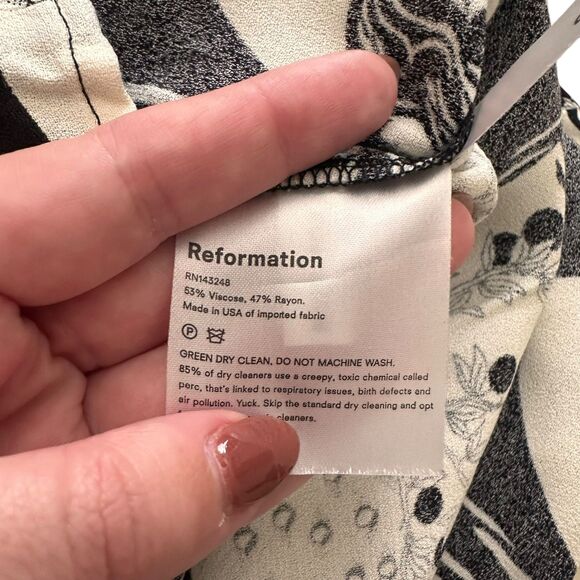 Reformation
RN143248
53% Viscose, 47% Rayon.
Made in USA of imported fabric
P
GREEN DRY CLEAN, DO NOT MACHINE WASH.
85% of dry cleaners use a creepy, toxic chemical called
perc, that's linked to respiratory issues, birth defects and
air pollution. Yuck. Skip the standard dry cleaning and opt
cleaners.